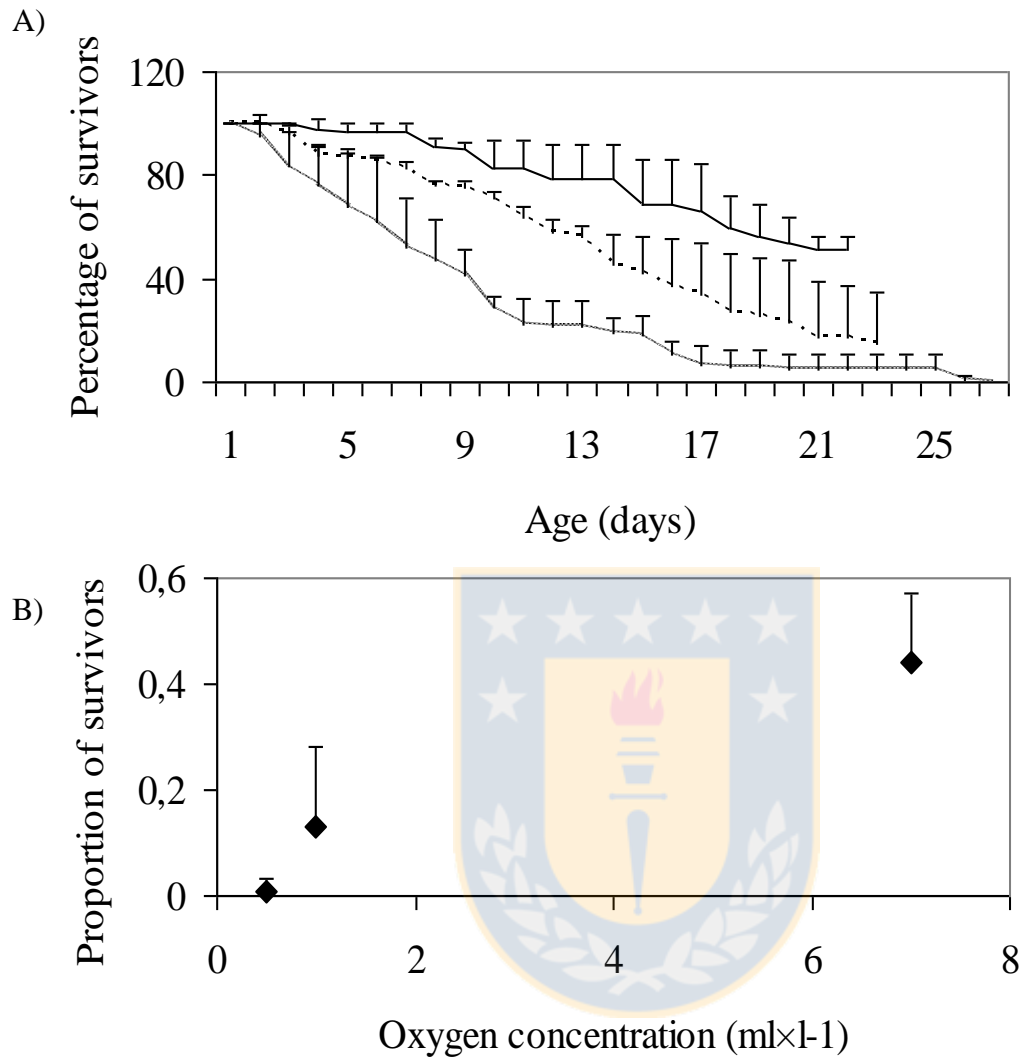 A)
Percentage of survivors
120
80
40
0
1 5 9 13 17 21 25
Age (days)
B)
Proportion of survivors
0,6
0,4
0,2
0
0 2 4 6 8
Oxygen concentration (ml×l-1)